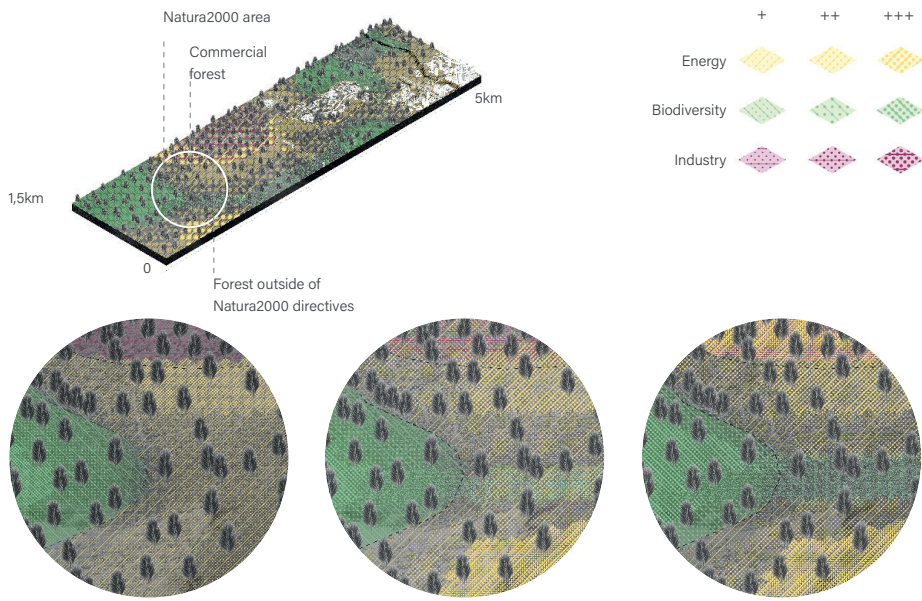 Natura2000 area
Commercial
forest
5km
1,5km
0
Forest outside of
Natura2000 directives
+ ++ +++
Energy
Biodiversity
Industry